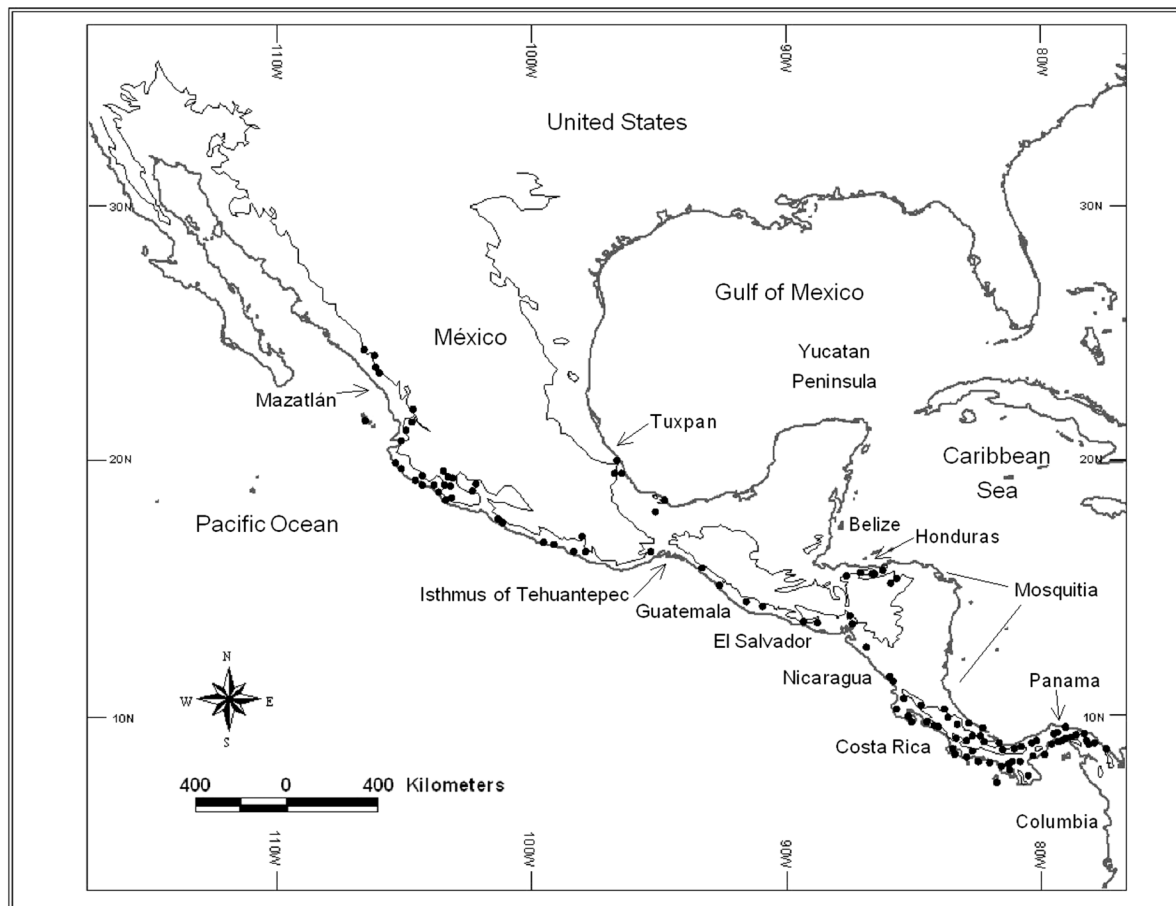 110W
100W
90W
80W
United States
30N
30N
Gulf of Mexico
México
Yucatan
Peninsula
Mazatlán
Tuxpan
20N
20N
Caribbean
Sea
Pacific Ocean
Belize
Honduras
Isthmus of Tehuantepec
Guatemala
Mosquitia
El Salvador
N
W
E
S
Nicaragua
Panama
10N
10N
Costa Rica
400 0 400 Kilometers
Columbia
110W
100W
90W
80W